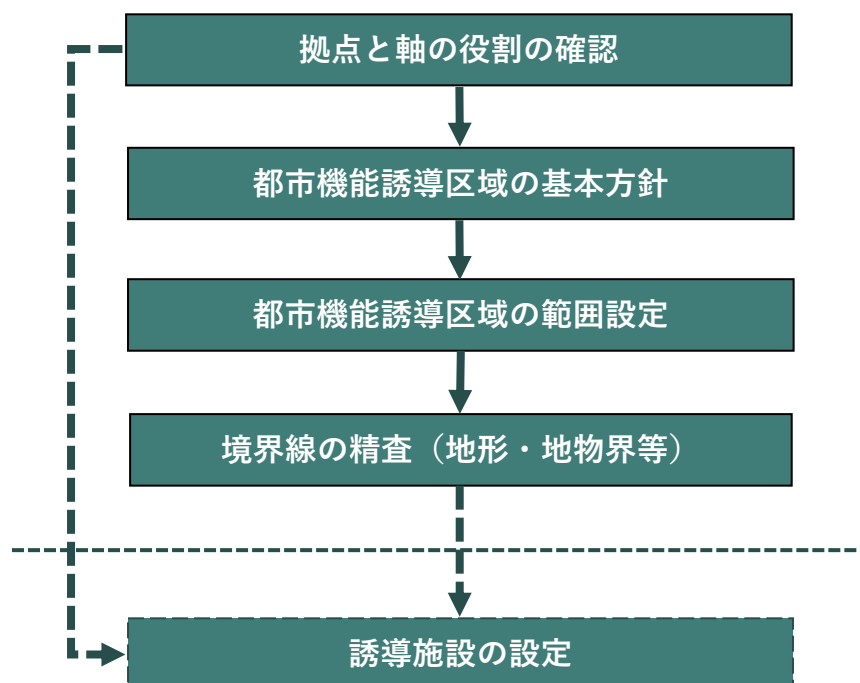 拠点と軸の役割の確認
都市機能誘導区域の基本方針
都市機能誘導区域の範囲設定
境界線の精査（地形・地物界等）
誘導施設の設定